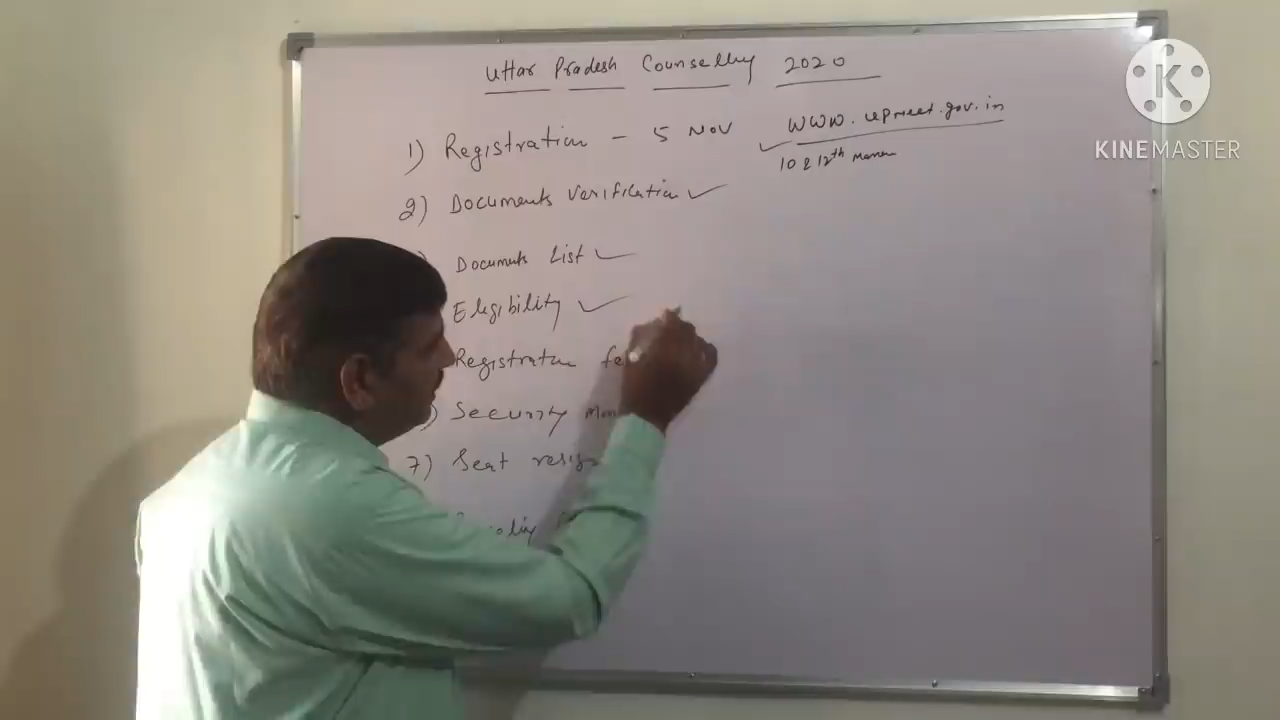 Uttar Pradesh Counselling 2020
1) Registration - 5 Nov www.upneet.gov.in
10 & 12th
2) Documents Verification
Documents List
Eligibility
Registration fe
Security Mon
7) Seat resig
K
KINEMASTER